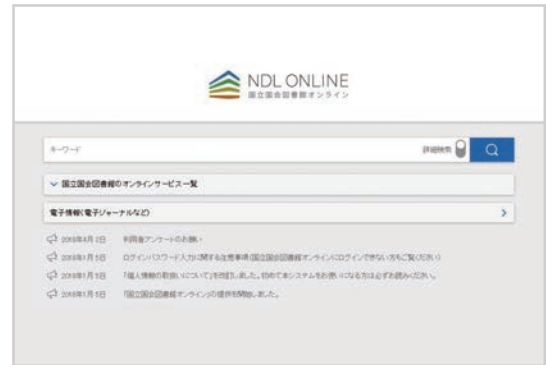 NDL ONLINE
国立国会図書館オンライン
キーワード
詳細検索
国立国会図書館のオンラインサービス一覧
電子情報(電子ジャーナルなど)
2018年4月2日 利用者アンケートのお願い
2018年1月5日 ログインパスワード入力に関する注意事項(国立国会図書館オンラインにログインできない方もご覧ください)
2018年1月5日 「個人情報の取扱いについて」を改訂しました。初めて本システムをお使いになる方は必ずお読みください。
2018年1月5日 「国立国会図書館オンライン」の提供を開始しました。